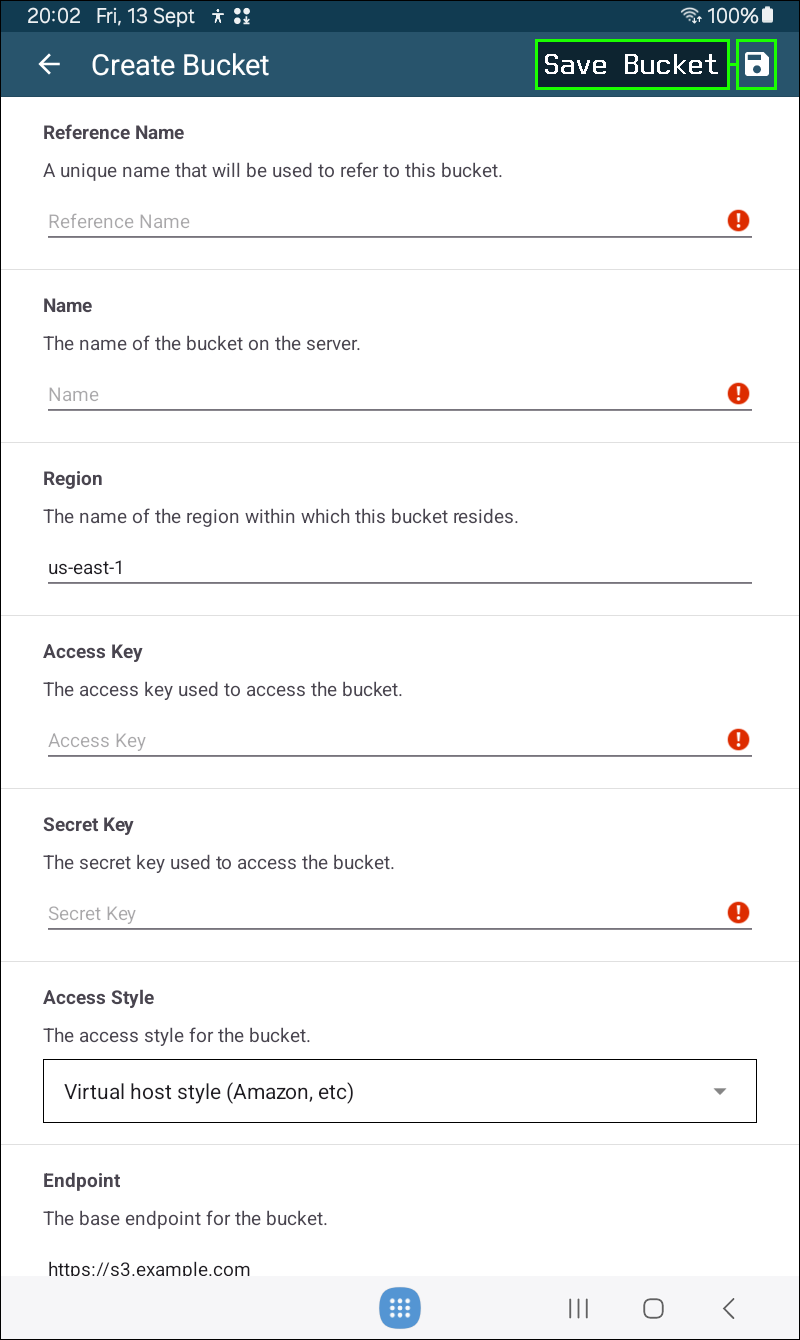 20:02 Fri, 13 Sept 100%
Create Bucket Save Bucket
Reference Name
A unique name that will be used to refer to this bucket.
Reference Name
Name
The name of the bucket on the server.
Name
Region
The name of the region within which this bucket resides.
us-east-1
Access Key
The access key used to access the bucket.
Access Key
Secret Key
The secret key used to access the bucket.
Secret Key
Access Style
The access style for the bucket.
Virtual host style (Amazon, etc)
Endpoint
The base endpoint for the bucket.
https://s3.example.com